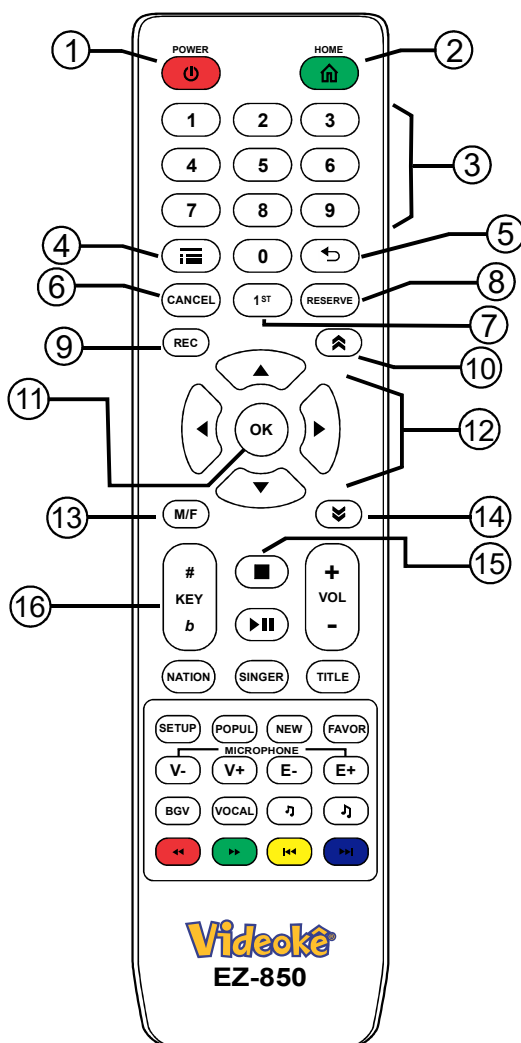 POWER HOME
1 2
1 2 3
3
4 5 6
7 8 9
4 0 5
6 CANCEL 1ST RESERVE 8
7
9 REC 10
11 OK 12
13 M/F 14
15
# +
16 KEY VOL
b -
NATION SINGER TITLE
SETUP POPUL NEW FAVOR
MICROPHONE
V- V+ E- E+
BGV VOCAL
Videokê®
EZ-850